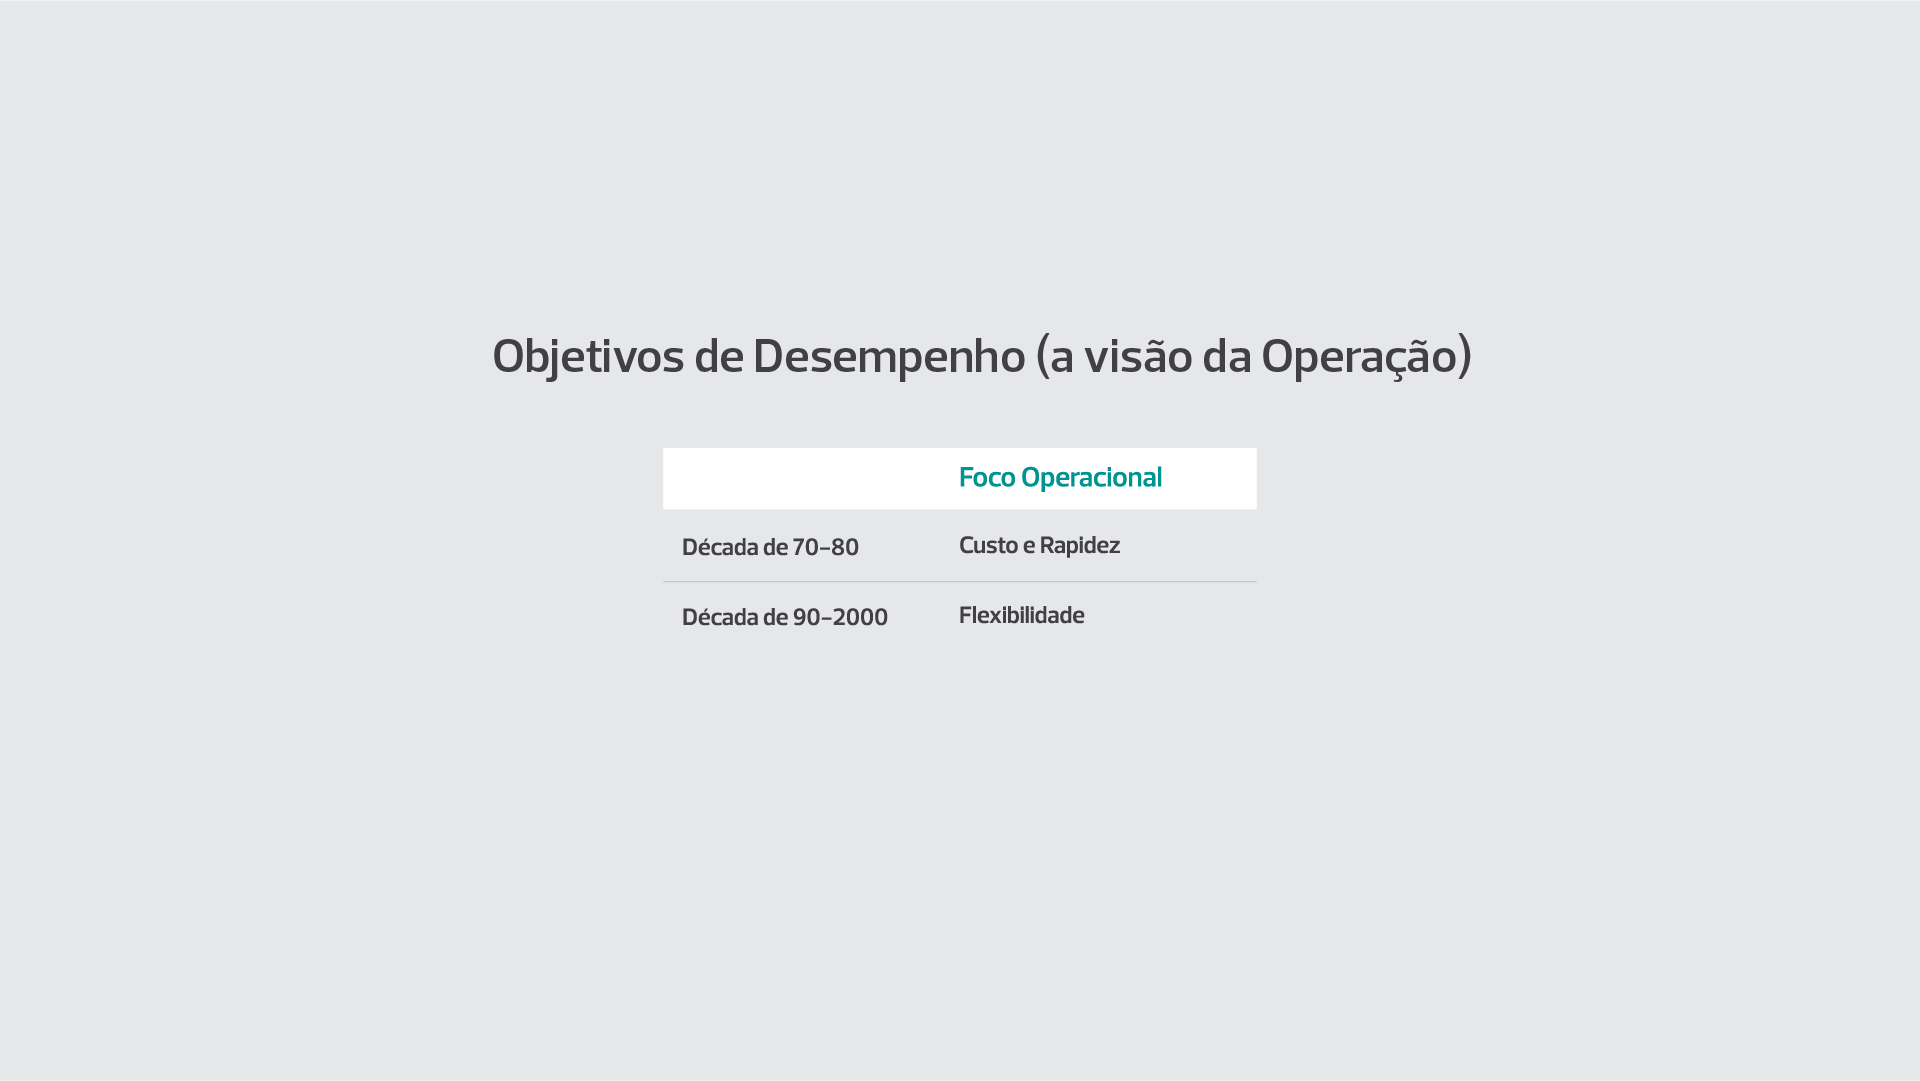 Objetivos de Desempenho (a visão da Operação)
Foco Operacional
Década de 70-80 Custo e Rapidez
Década de 90-2000 Flexibilidade